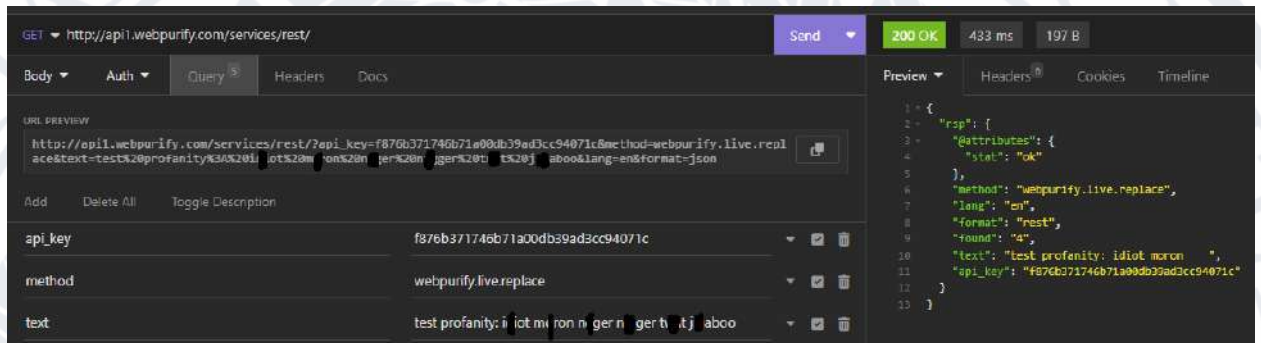 GET http://api1.webpurify.com/services/rest/ Send 200 OK 433 ms 197 B
Body Auth Query 5 Headers Docs Preview Headers Cookies Timeline
URL PREVIEW
http://api1.webpurify.com/services/rest/?api_key=f876b371746b71a00db39ad3cc94071c&method=webpurify.live.repl
ace&text=test%20profanity%3A%20 &lang=en&format=json
Add Delete All Toggle Description
api_key f876b371746b71a00db39ad3cc94071c
method webpurify.live.replace
text test profanity:
1 {
2 "rsp": {
3 "@attributes": {
4 "stat": "ok"
5 },
6 "method": "webpurify.live.replace",
7 "lang": "en",
8 "format": "rest",
9 "found": "4",
10 "text": "test profanity: idiot moron    ",
11 "api_key": "f876b371746b71a00db39ad3cc94071c"
12 }
13 }